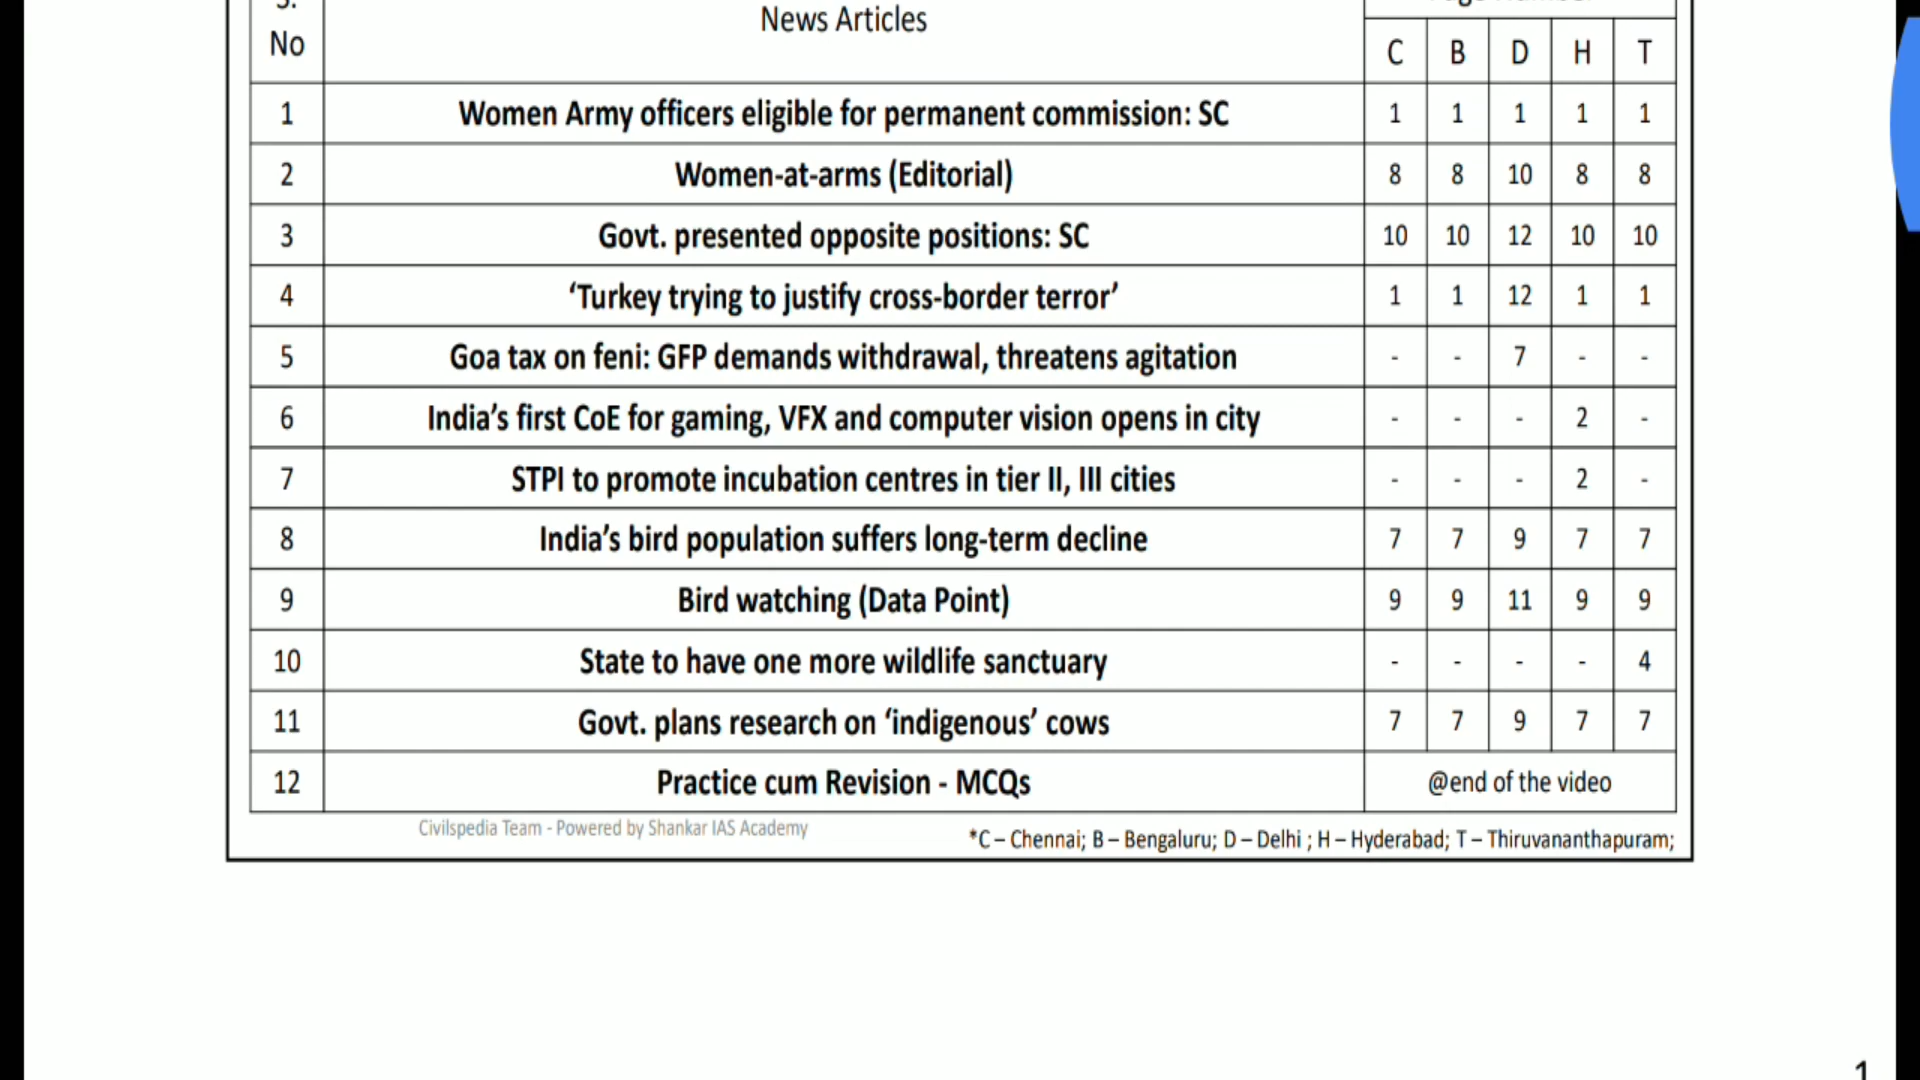 S.
No
News Articles
Page Number
C B D H T
1 Women Army officers eligible for permanent commission: SC 1 1 1 1 1
2 Women-at-arms (Editorial) 8 8 10 8 8
3 Govt. presented opposite positions: SC 10 10 12 10 10
4 ‘Turkey trying to justify cross-border terror’ 1 1 12 1 1
5 Goa tax on feni: GFP demands withdrawal, threatens agitation - - 7 - -
6 India’s first CoE for gaming, VFX and computer vision opens in city - - - 2 -
7 STPI to promote incubation centres in tier II, III cities - - - 2 -
8 India’s bird population suffers long-term decline 7 7 9 7 7
9 Bird watching (Data Point) 9 9 11 9 9
10 State to have one more wildlife sanctuary - - - - 4
11 Govt. plans research on ‘indigenous’ cows 7 7 9 7 7
12 Practice cum Revision - MCQs @end of the video
Civilspedia Team - Powered by Shankar IAS Academy
*C – Chennai; B – Bengaluru; D – Delhi ; H – Hyderabad; T – Thiruvananthapuram;
1